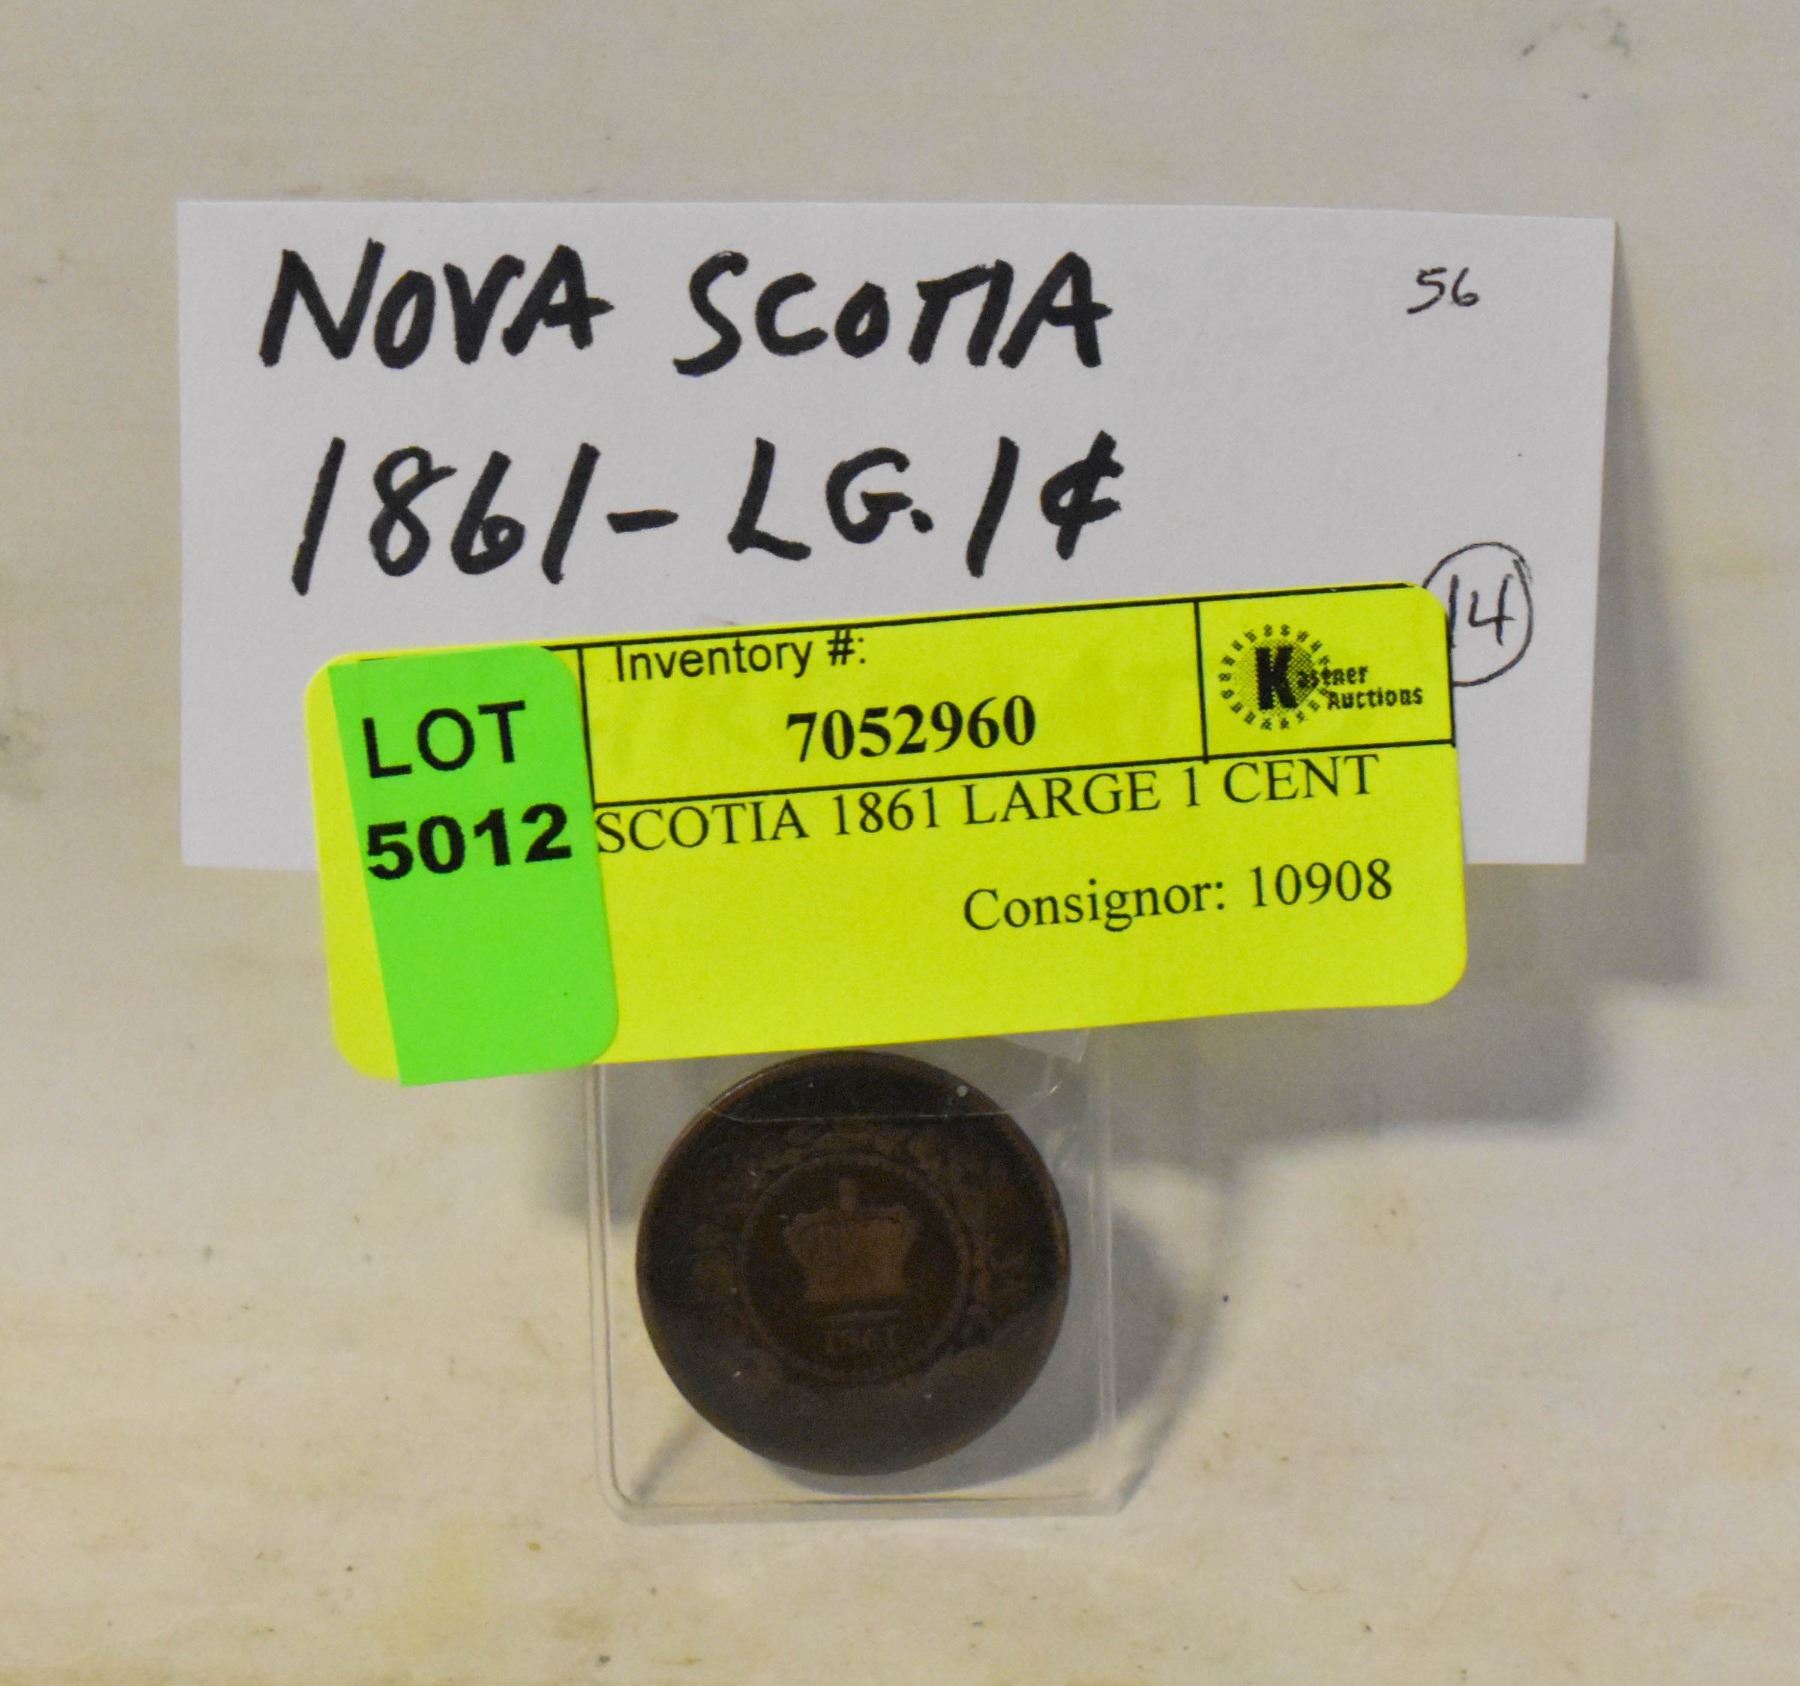 NOVA SCOTIA
56
1861- LG. 1¢
14
LOT
5012
Inventory #:
7052960
Kastner
Auctions
SCOTIA 1861 LARGE 1 CENT
Consignor: 10908
1861